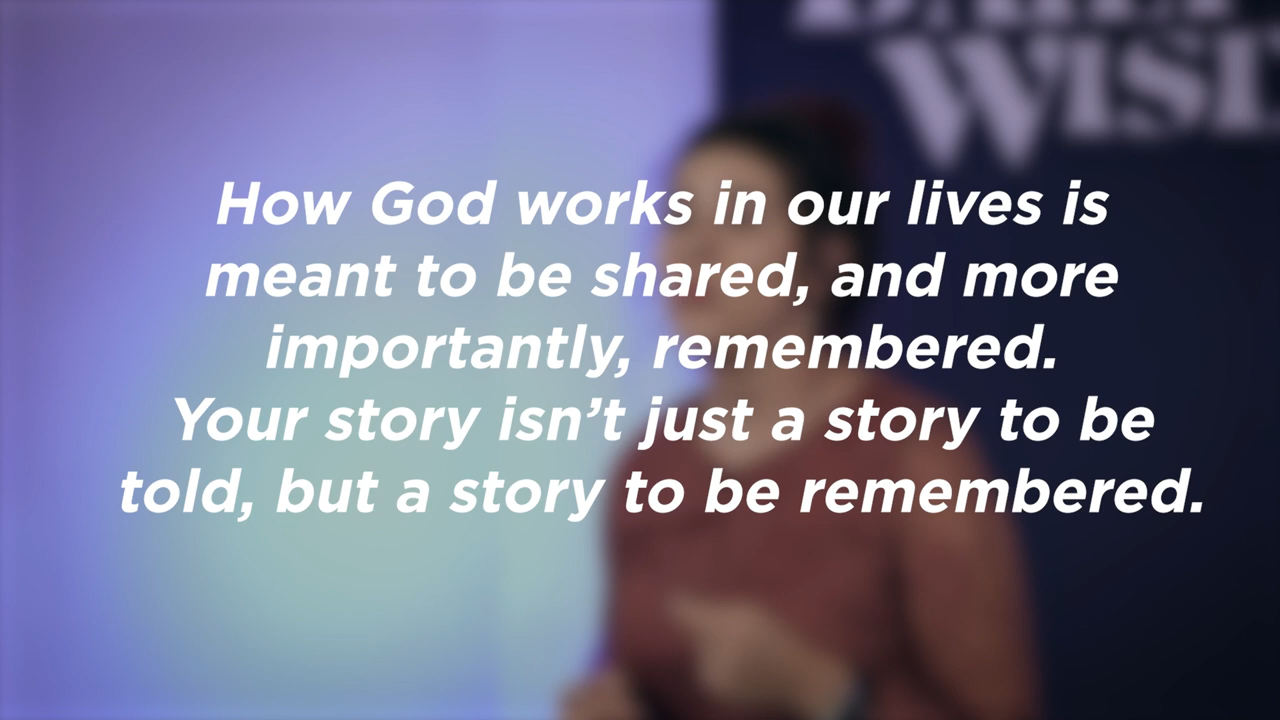 How God works in our lives is
meant to be shared, and more
importantly, remembered.
Your story isn’t just a story to be
told, but a story to be remembered.